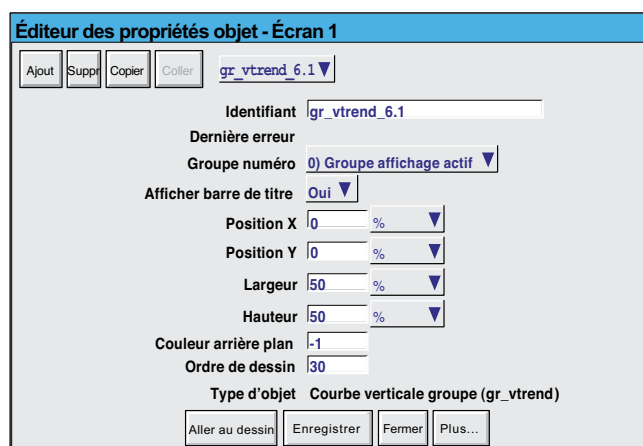 Éditeur des propriétés objet - Écran 1
Ajout Suppr Copier Coller gr_vtrend_6.1
Identifiant gr_vtrend_6.1
Dernière erreur
Groupe numéro 0) Groupe affichage actif
Afficher barre de titre Oui
Position X 0 %
Position Y 0 %
Largeur 50 %
Hauteur 50 %
Couleur arrière plan -1
Ordre de dessin 30
Type d'objet Courbe verticale groupe (gr_vtrend)
Aller au dessin Enregistrer Fermer Plus...